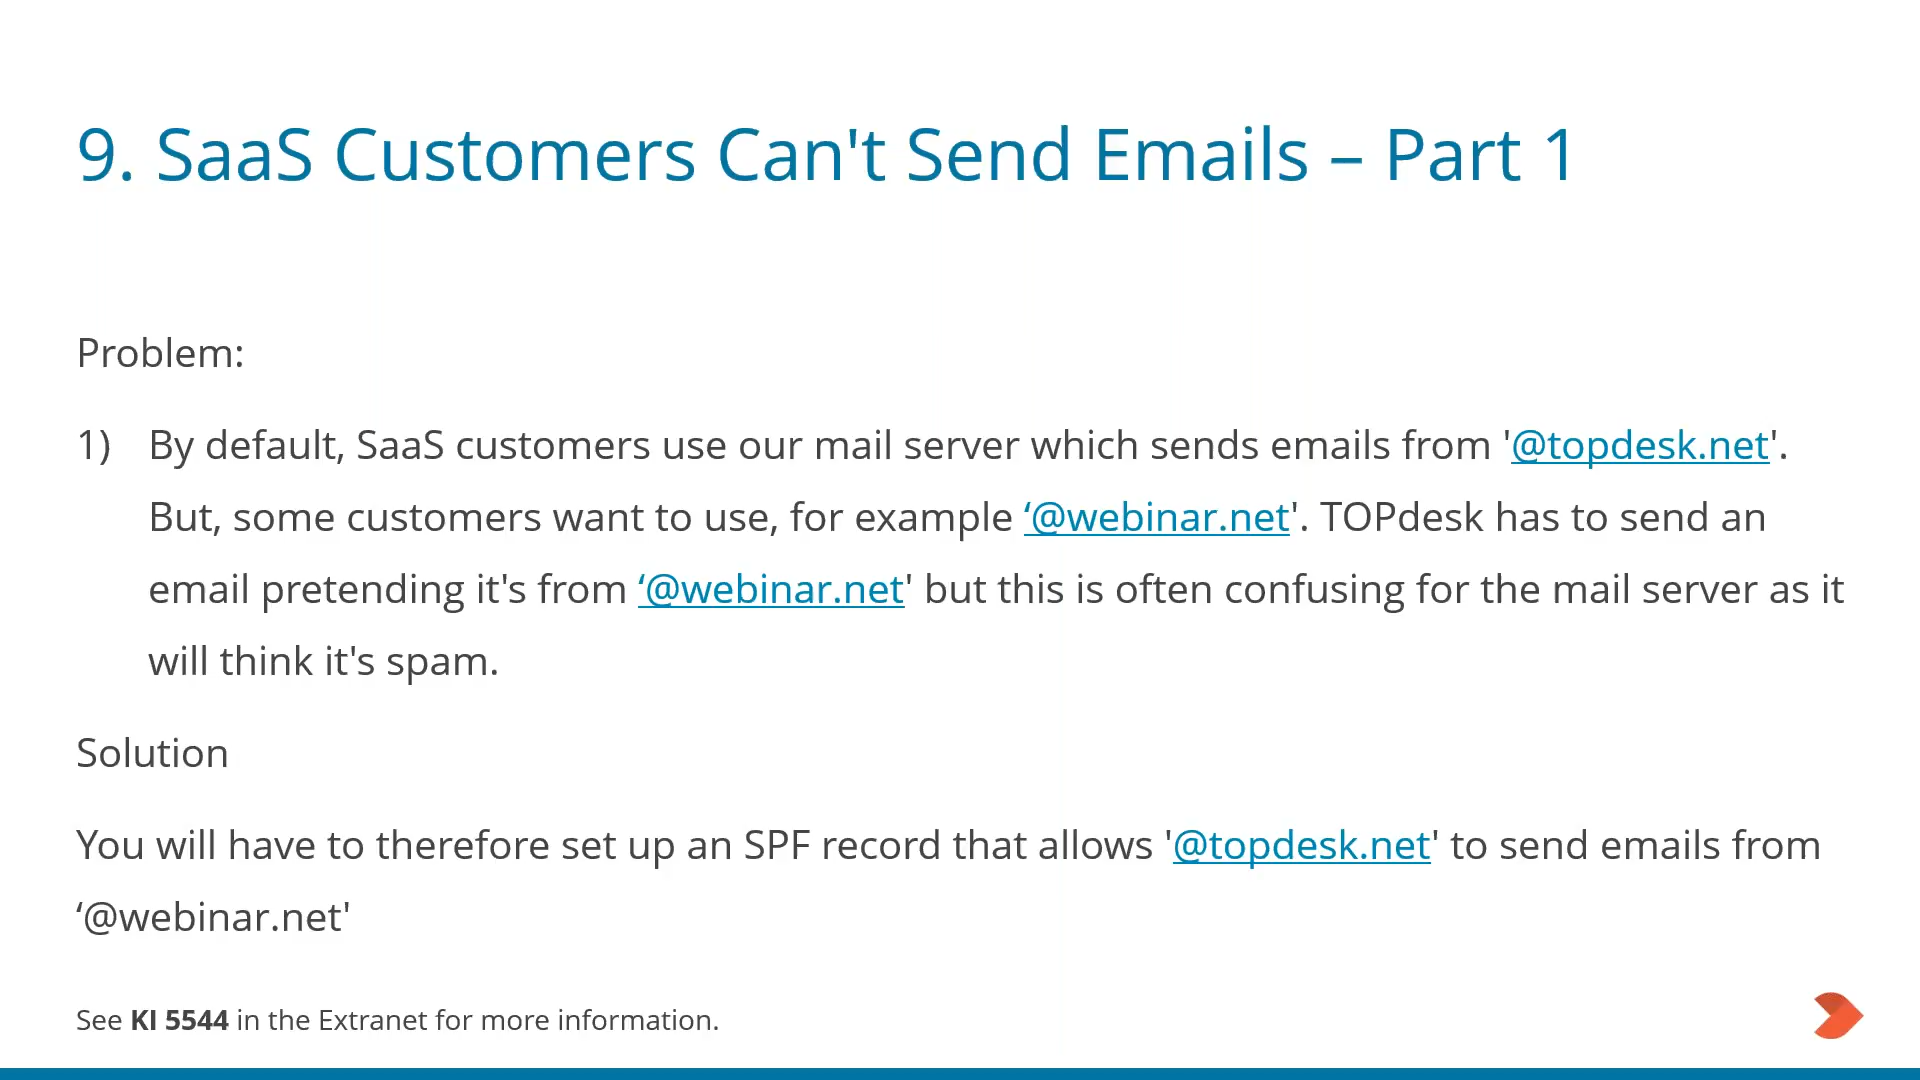 9. SaaS Customers Can't Send Emails – Part 1
Problem:
1) By default, SaaS customers use our mail server which sends emails from '@topdesk.net'.
But, some customers want to use, for example ‘@webinar.net'. TOPdesk has to send an
email pretending it's from ‘@webinar.net' but this is often confusing for the mail server as it
will think it's spam.
Solution
You will have to therefore set up an SPF record that allows '@topdesk.net' to send emails from
‘@webinar.net'
See KI 5544 in the Extranet for more information.